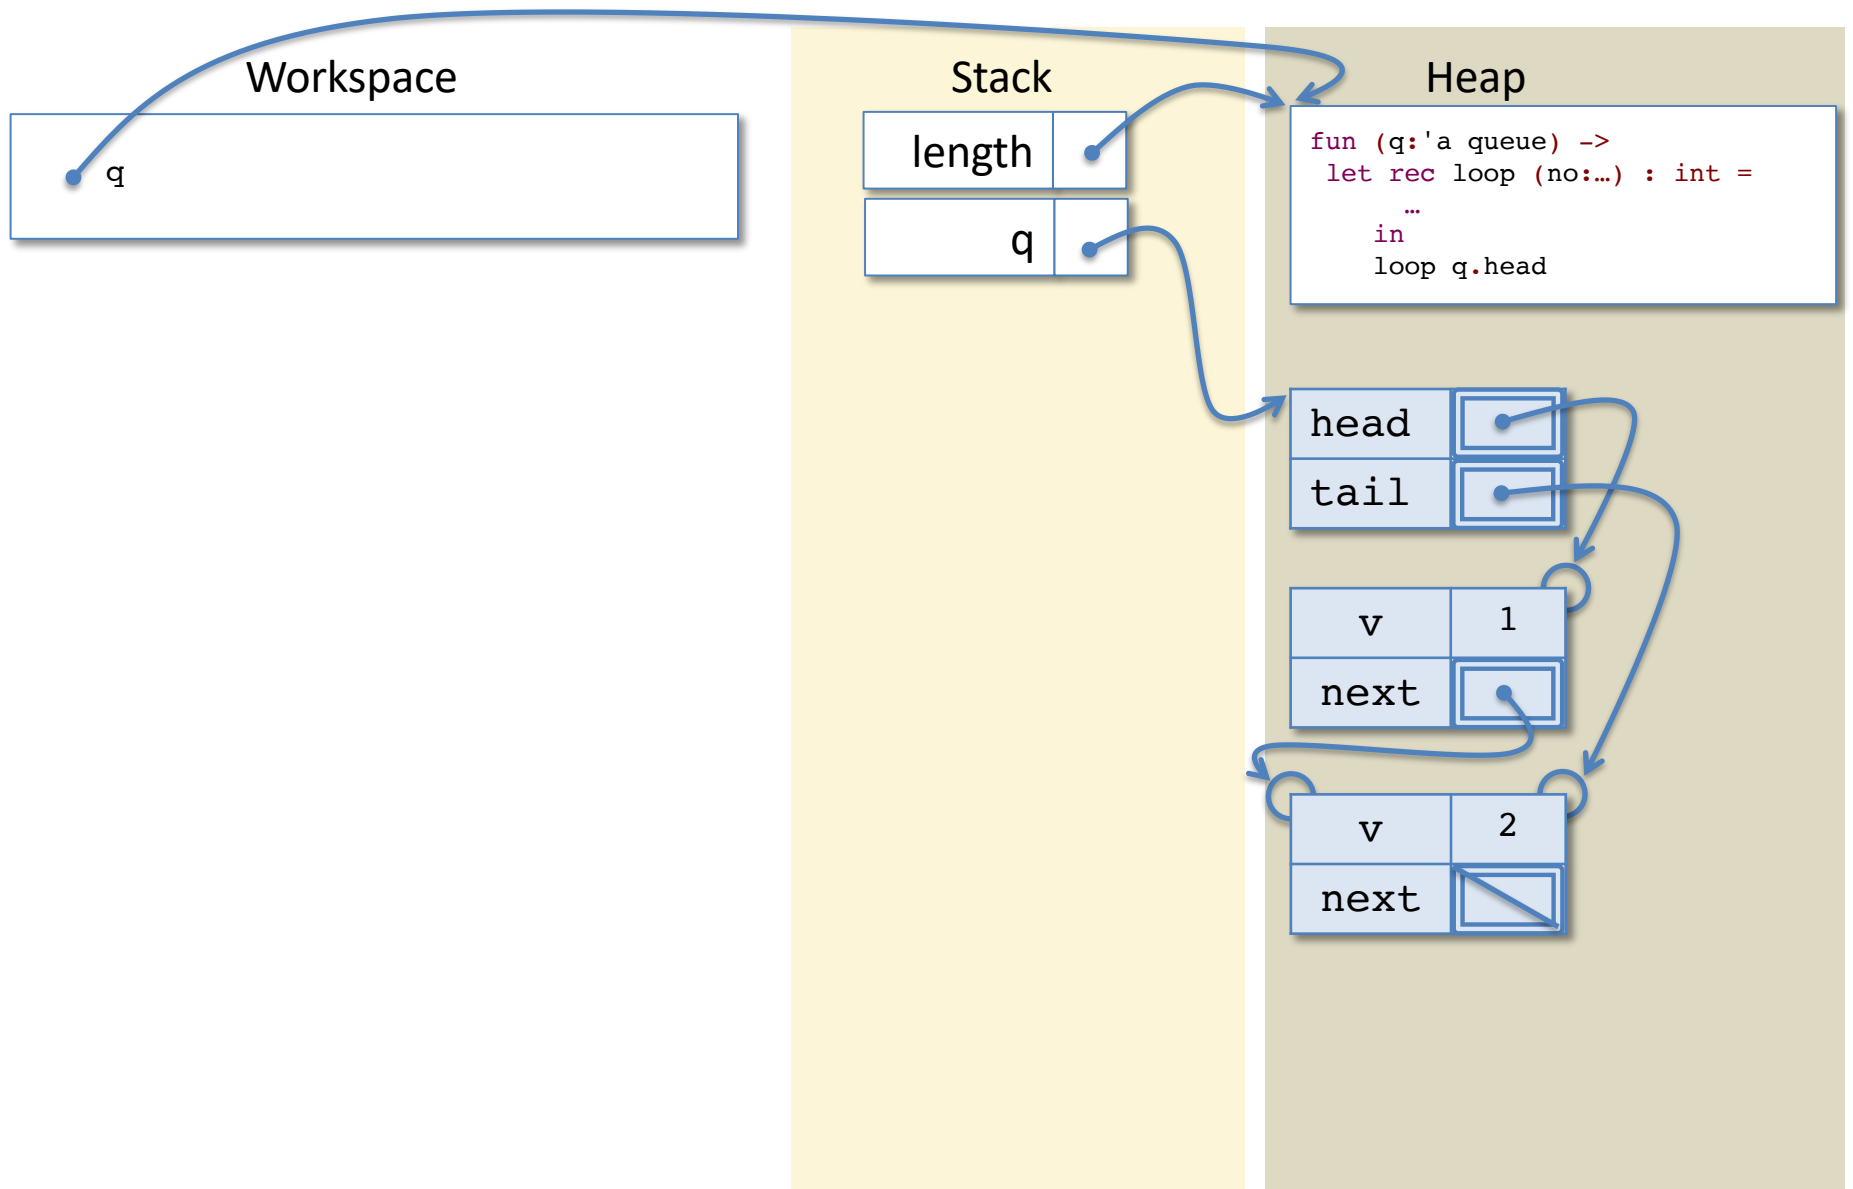 Workspace
q
Stack
length
q
Heap
fun (q:'a queue) ->
let rec loop (no:…) : int =
…
in
loop q.head
head
tail
v 1
next
v 2
next